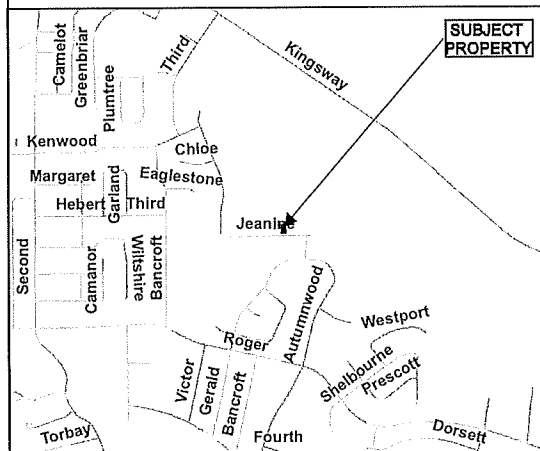 SUBJECT
PROPERTY
Camelot
Greenbriar
Plumtree
Third
Kingsway
Kenwood
Chloe
Margaret
Eaglestone
Hebert
Garland
Third
Jeanine
Second
Camanor
Wiltshire
Bancroft
Autumnwood
Westport
Roger
Shelbourne
Prescott
Victor
Gerald
Bancroft
Fourth
Torbay
Dorsett